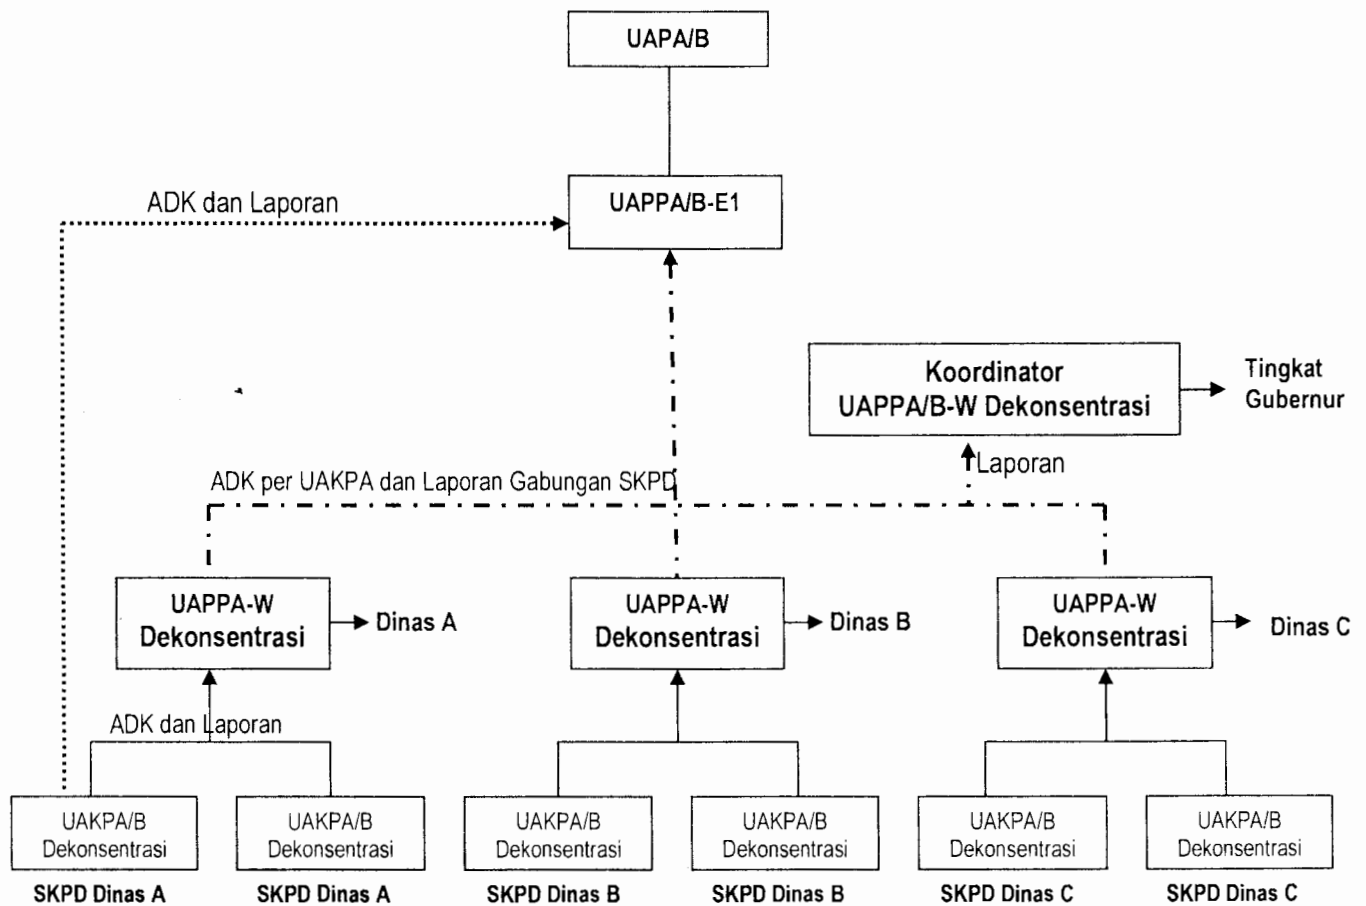 UAPA/B
ADK dan Laporan
UAPPA/B-E1
Koordinator
UAPPA/B-W Dekonsentrasi
Tingkat
Gubernur
Laporan
ADK per UAKPA dan Laporan Gabungan SKPD
UAPPA-W
Dekonsentrasi
Dinas A
UAPPA-W
Dekonsentrasi
Dinas B
UAPPA-W
Dekonsentrasi
Dinas C
ADK dan Laporan
UAKPA/B
Dekonsentrasi
UAKPA/B
Dekonsentrasi
UAKPA/B
Dekonsentrasi
UAKPA/B
Dekonsentrasi
UAKPA/B
Dekonsentrasi
UAKPA/B
Dekonsentrasi
SKPD Dinas A
SKPD Dinas A
SKPD Dinas B
SKPD Dinas B
SKPD Dinas C
SKPD Dinas C